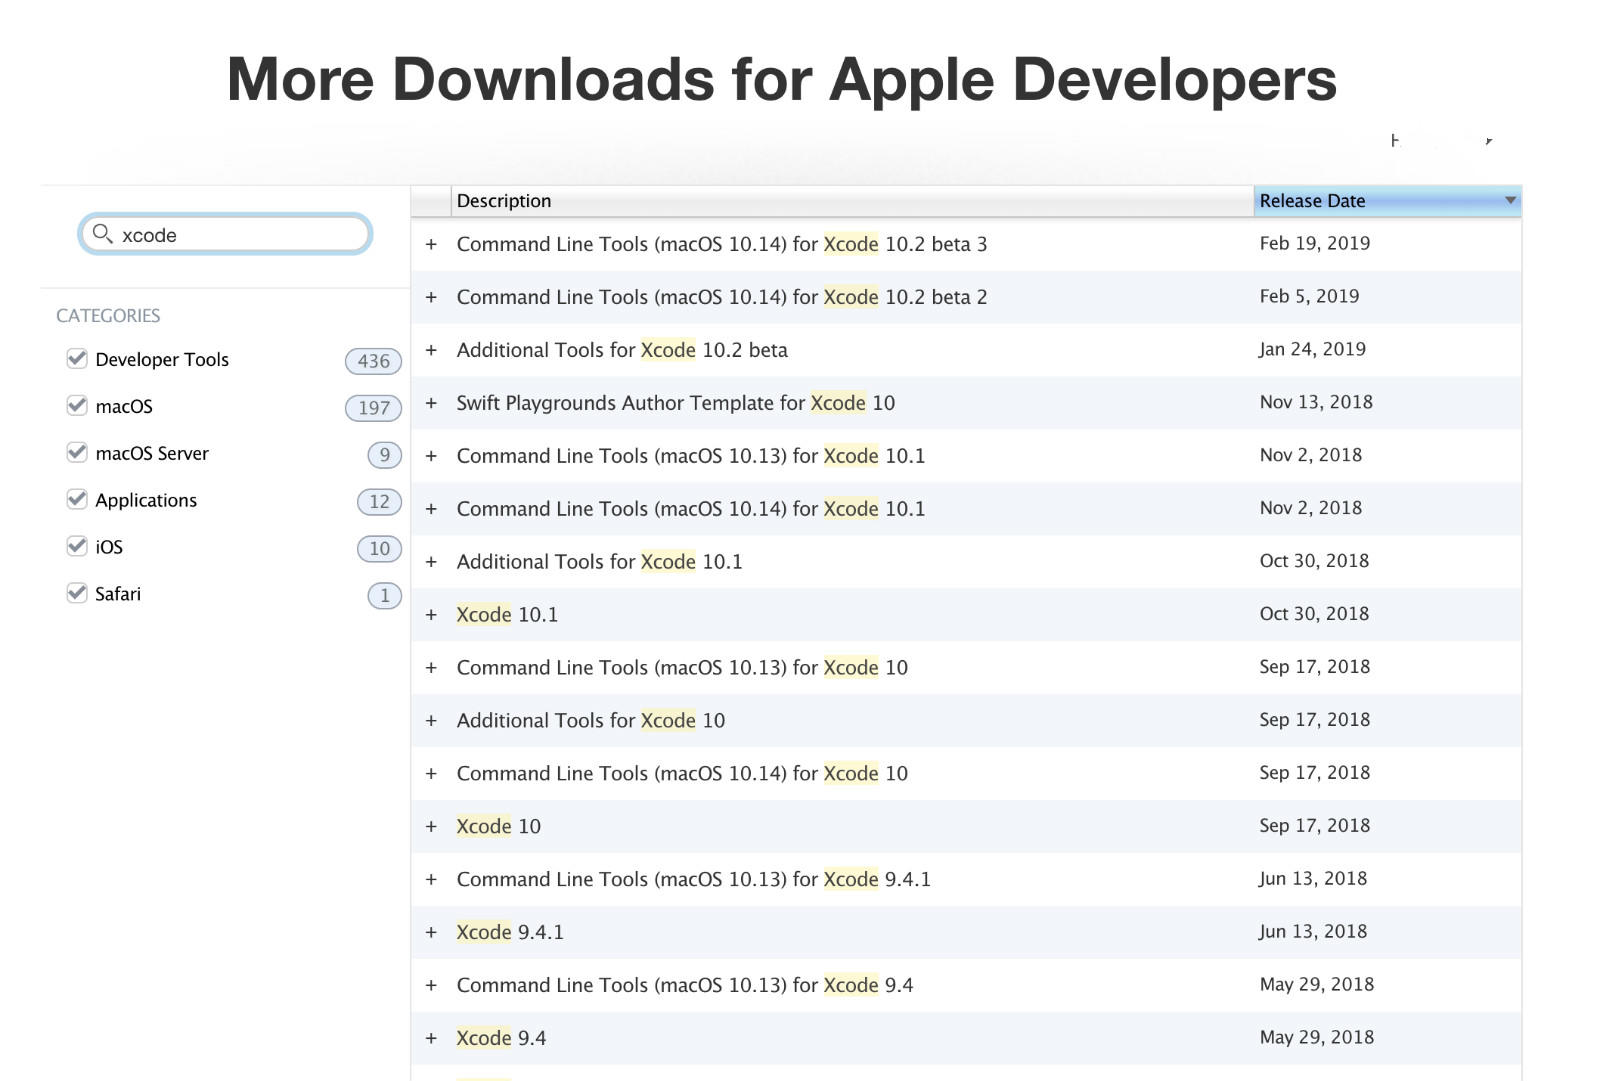 More Downloads for Apple Developers
xcode
CATEGORIES
Developer Tools 436
macOS 197
macOS Server 9
Applications 12
iOS 10
Safari 1
Description Release Date
+ Command Line Tools (macOS 10.14) for Xcode 10.2 beta 3 Feb 19, 2019
+ Command Line Tools (macOS 10.14) for Xcode 10.2 beta 2 Feb 5, 2019
+ Additional Tools for Xcode 10.2 beta Jan 24, 2019
+ Swift Playgrounds Author Template for Xcode 10 Nov 13, 2018
+ Command Line Tools (macOS 10.13) for Xcode 10.1 Nov 2, 2018
+ Command Line Tools (macOS 10.14) for Xcode 10.1 Nov 2, 2018
+ Additional Tools for Xcode 10.1 Oct 30, 2018
+ Xcode 10.1 Oct 30, 2018
+ Command Line Tools (macOS 10.13) for Xcode 10 Sep 17, 2018
+ Additional Tools for Xcode 10 Sep 17, 2018
+ Command Line Tools (macOS 10.14) for Xcode 10 Sep 17, 2018
+ Xcode 10 Sep 17, 2018
+ Command Line Tools (macOS 10.13) for Xcode 9.4.1 Jun 13, 2018
+ Xcode 9.4.1 Jun 13, 2018
+ Command Line Tools (macOS 10.13) for Xcode 9.4 May 29, 2018
+ Xcode 9.4 May 29, 2018